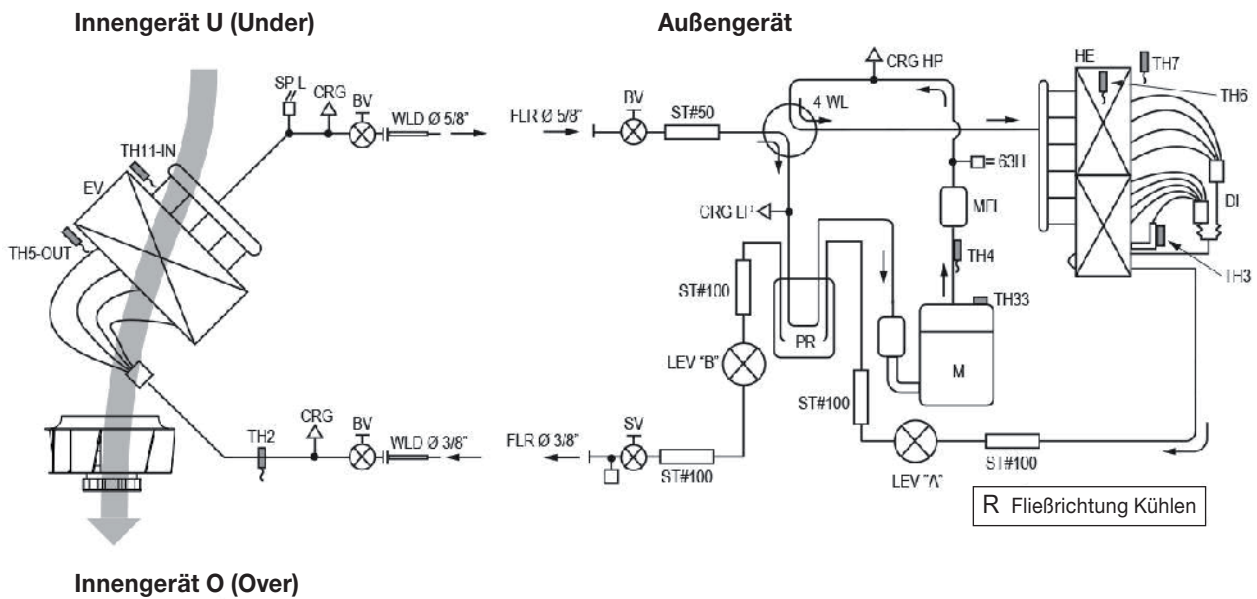 Innengerät U (Under)
Außengerät
CRG HP
HE
TH7
TH6
SP L
CRG
BV
WLD Ø 5/8"
FLR Ø 5/8"
BV
ST#50
4 WL
TH11-IN
EV
63H
DI
CRG LP
TH5-OUT
TH4
TH3
ST#100
TH33
PR
LEV "B"
M
ST#100
CRG
BV
SV
TH2
WLD Ø 3/8"
FLR Ø 3/8"
ST#100
LEV "A"
ST#100
R Fließrichtung Kühlen
Innengerät O (Over)